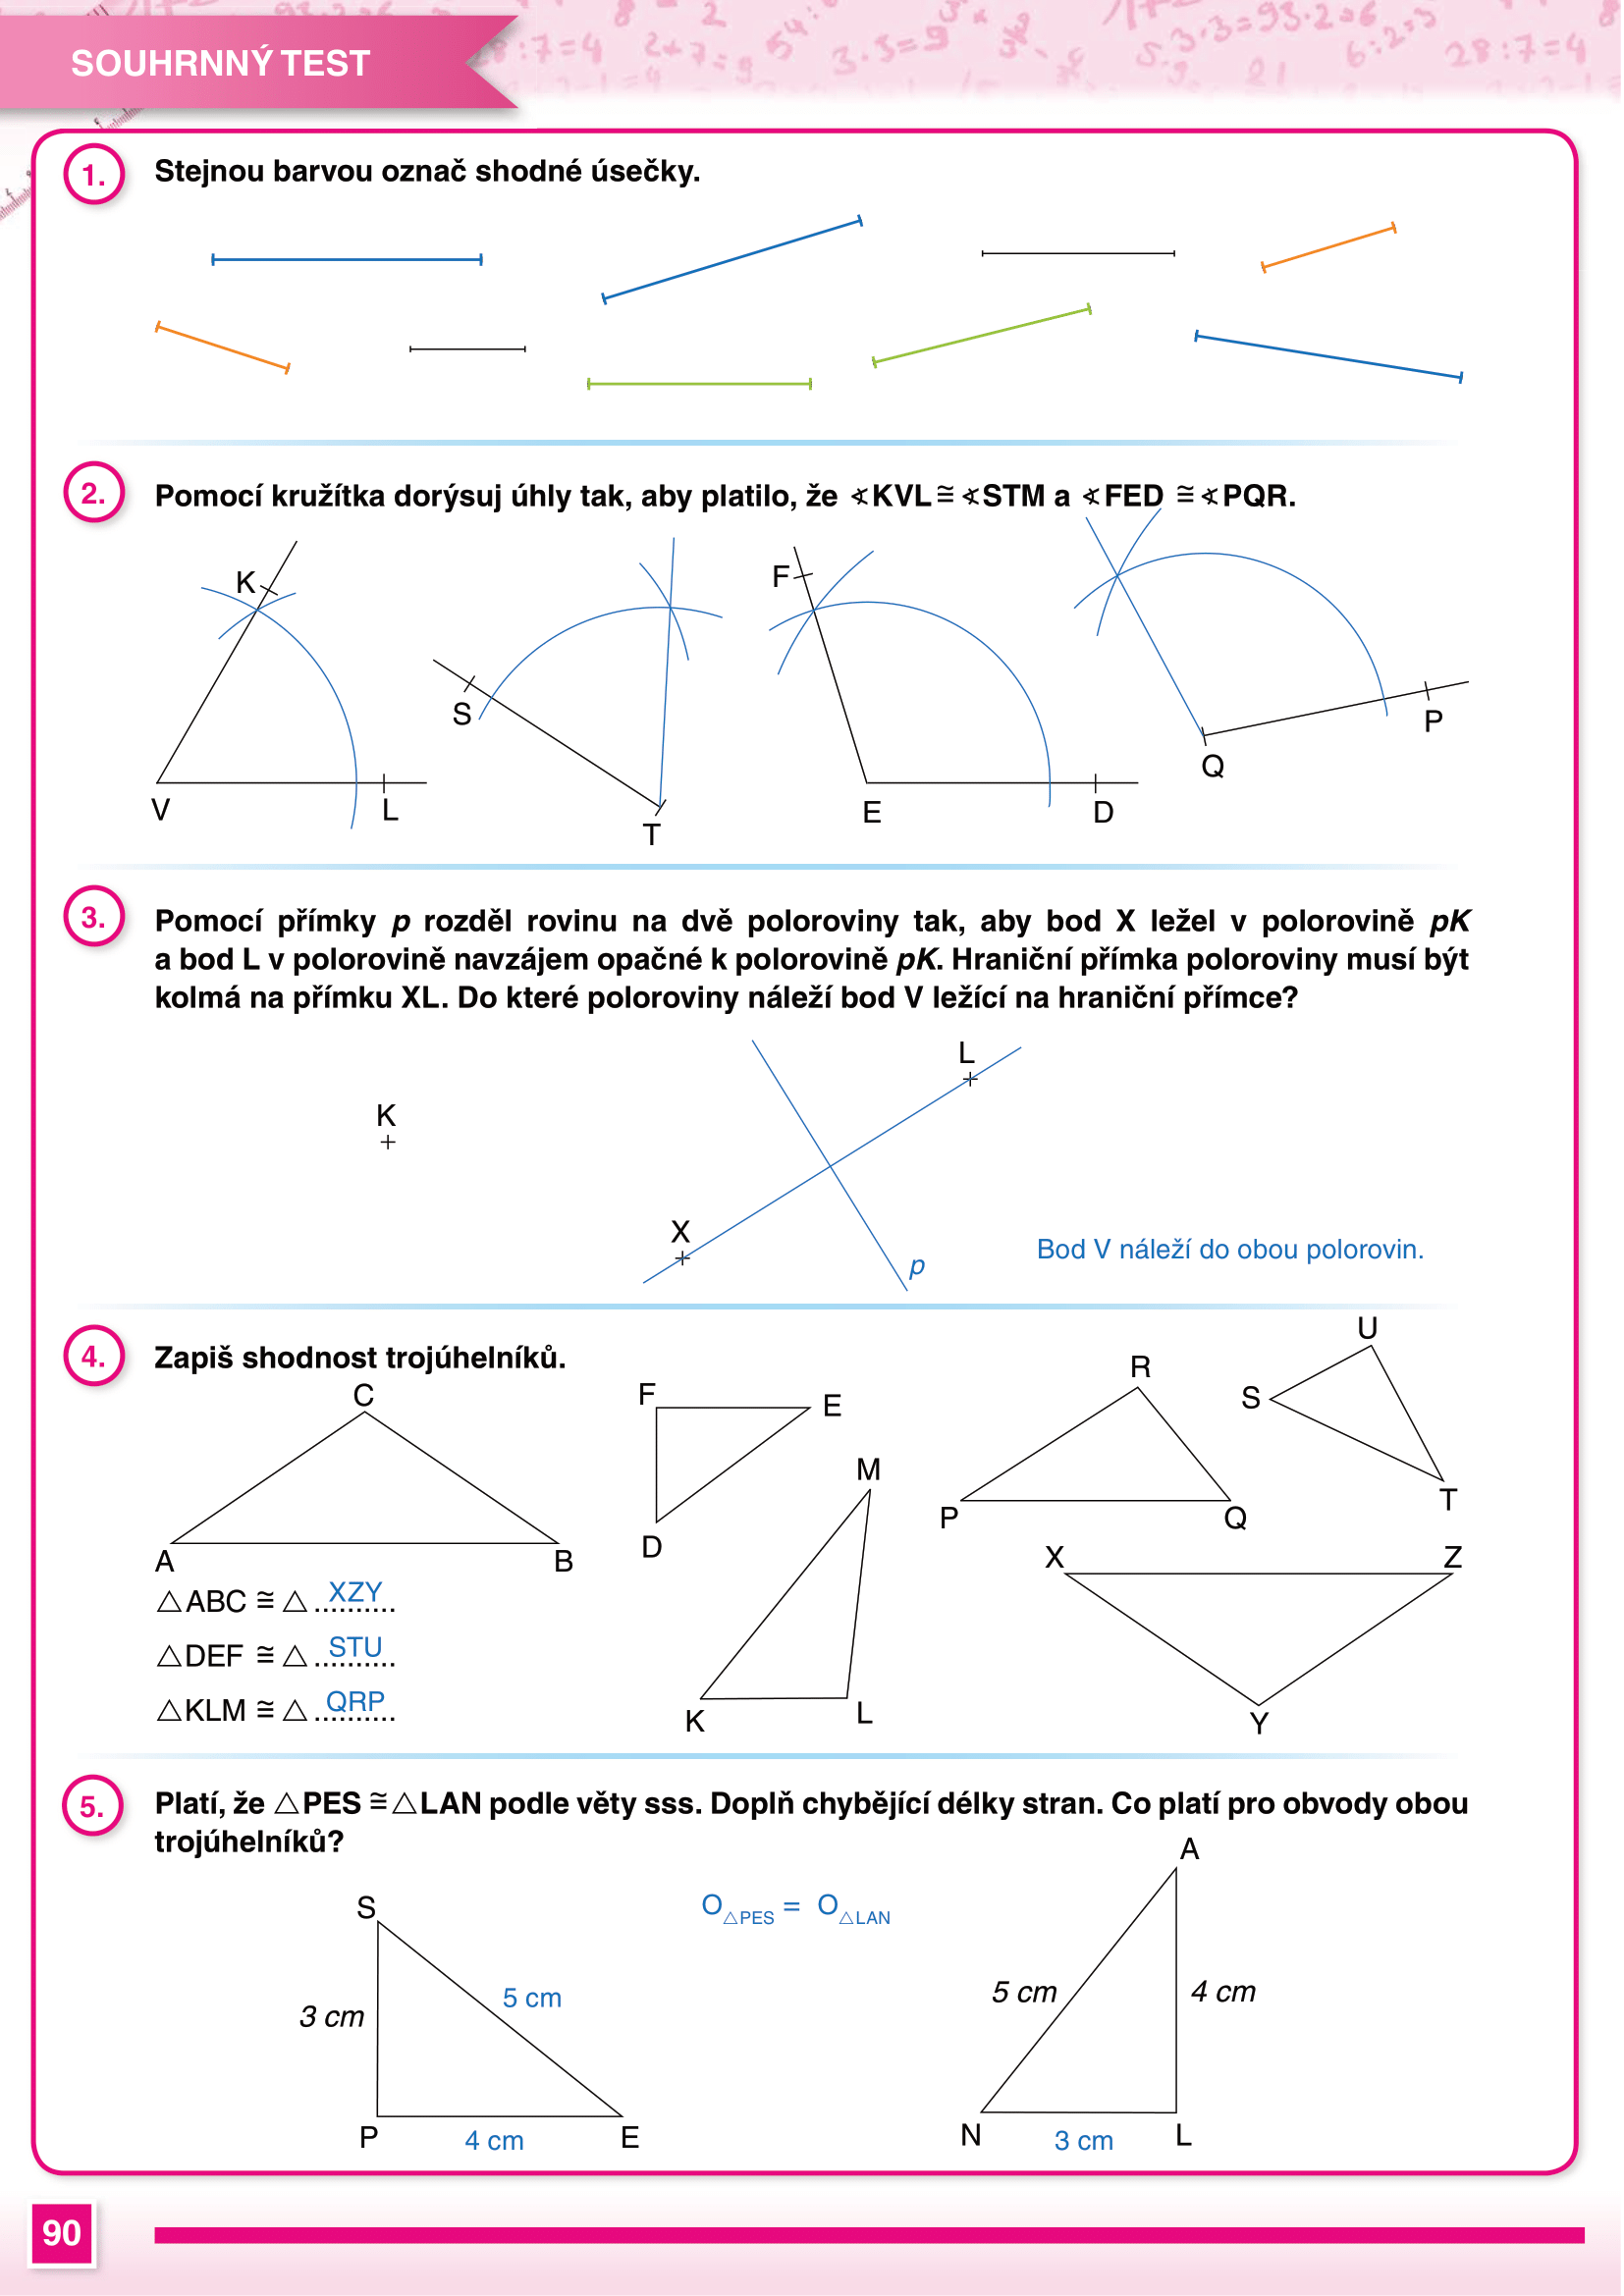 SOUHRNNÝ TEST
1. Stejnou barvou označ shodné úsečky.
2. Pomocí kružítka dorýsuj úhly tak, aby platilo, že ∢KVL ≅ ∢STM a ∢FED ≅ ∢PQR.
K
V
L
S
T
F
E
D
Q
P
3. Pomocí přímky p rozděl rovinu na dvě poloroviny tak, aby bod X ležel v polorovině pK
a bod L v polorovině navzájem opačné k polorovině pK. Hraniční přímka poloroviny musí být
kolmá na přímku XL. Do které poloroviny náleží bod V ležící na hraniční přímce?
K
L
X
p
Bod V náleží do obou polorovin.
4. Zapiš shodnost trojúhelníků.
C
A
B
F
E
D
M
K
L
R
P
Q
U
S
T
X
Z
Y
△ABC ≅ △ XZY
△DEF ≅ △ STU
△KLM ≅ △ QRP
5. Platí, že △PES ≅ △LAN podle věty sss. Doplň chybějící délky stran. Co platí pro obvody obou
trojúhelníků?
S
3 cm
5 cm
P
4 cm
E
O△PES = O△LAN
A
5 cm
4 cm
N
3 cm
L
90